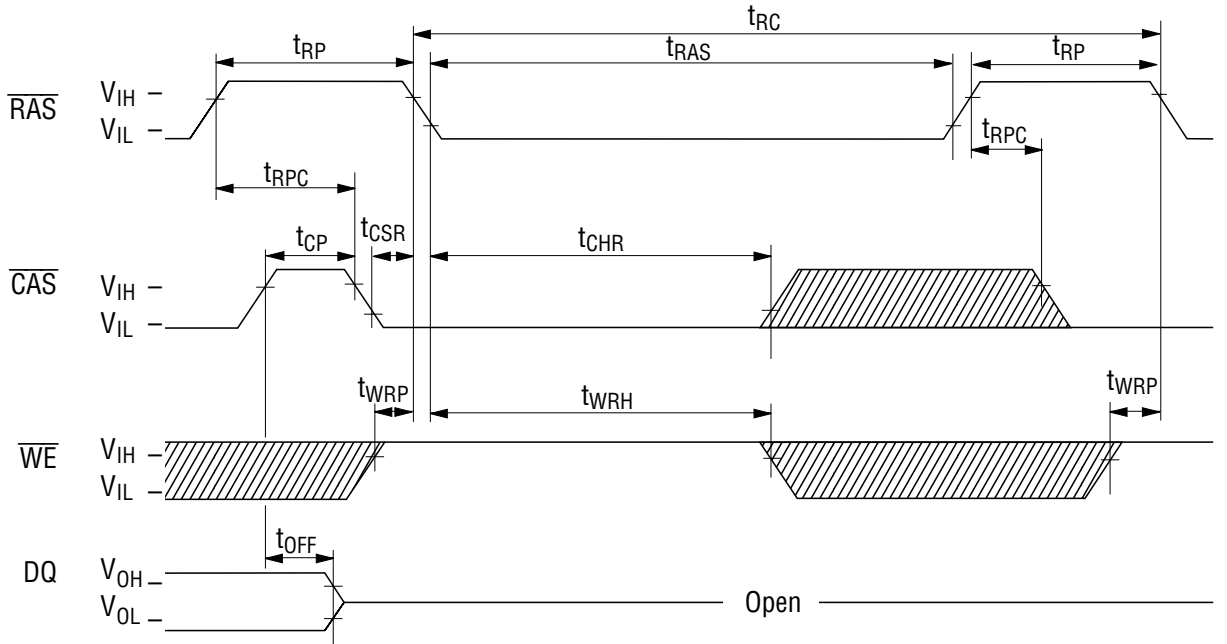 tRC
tRP
tRAS
tRP
RAS
VIH
VIL
tRPC
tRPC
tCP
tCSR
tCHR
CAS
VIH
VIL
tWRP
tWRH
tWRP
WE
VIH
VIL
tOFF
DQ
VOH
VOL
Open